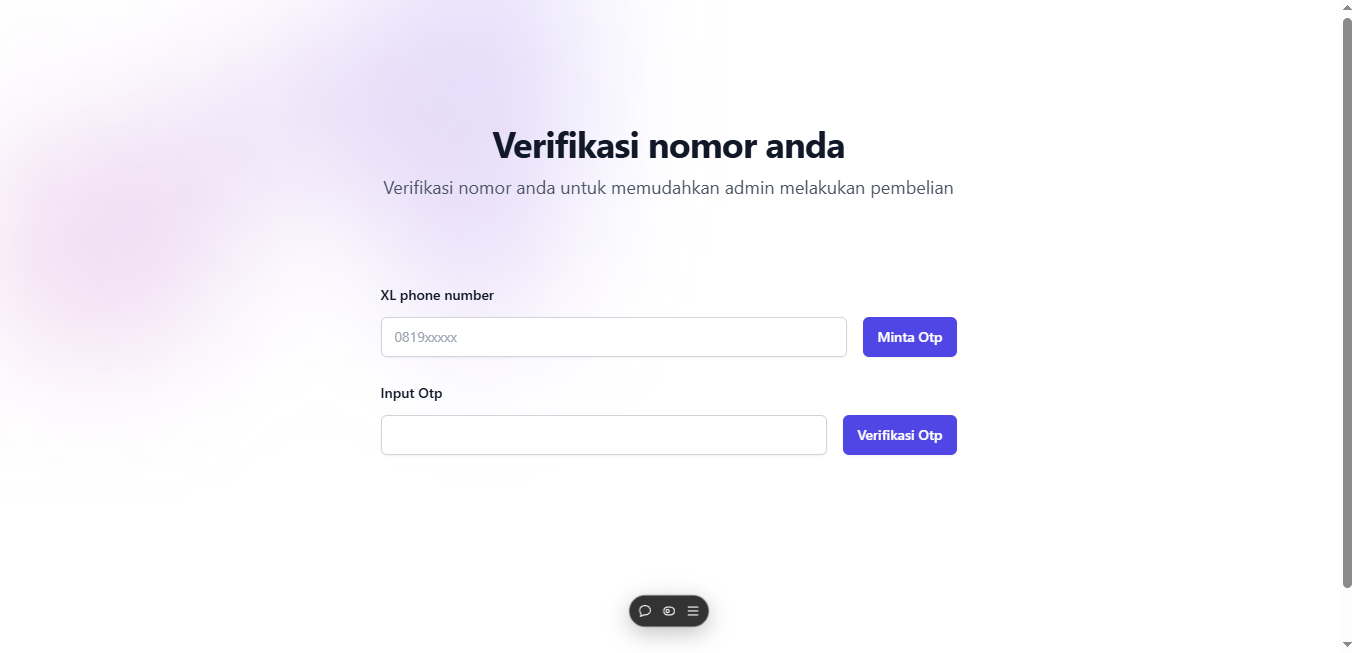 Verifikasi nomor anda
Verifikasi nomor anda untuk memudahkan admin melakukan pembelian
XL phone number
0819xxxxx
Minta Otp
Input Otp
Verifikasi Otp